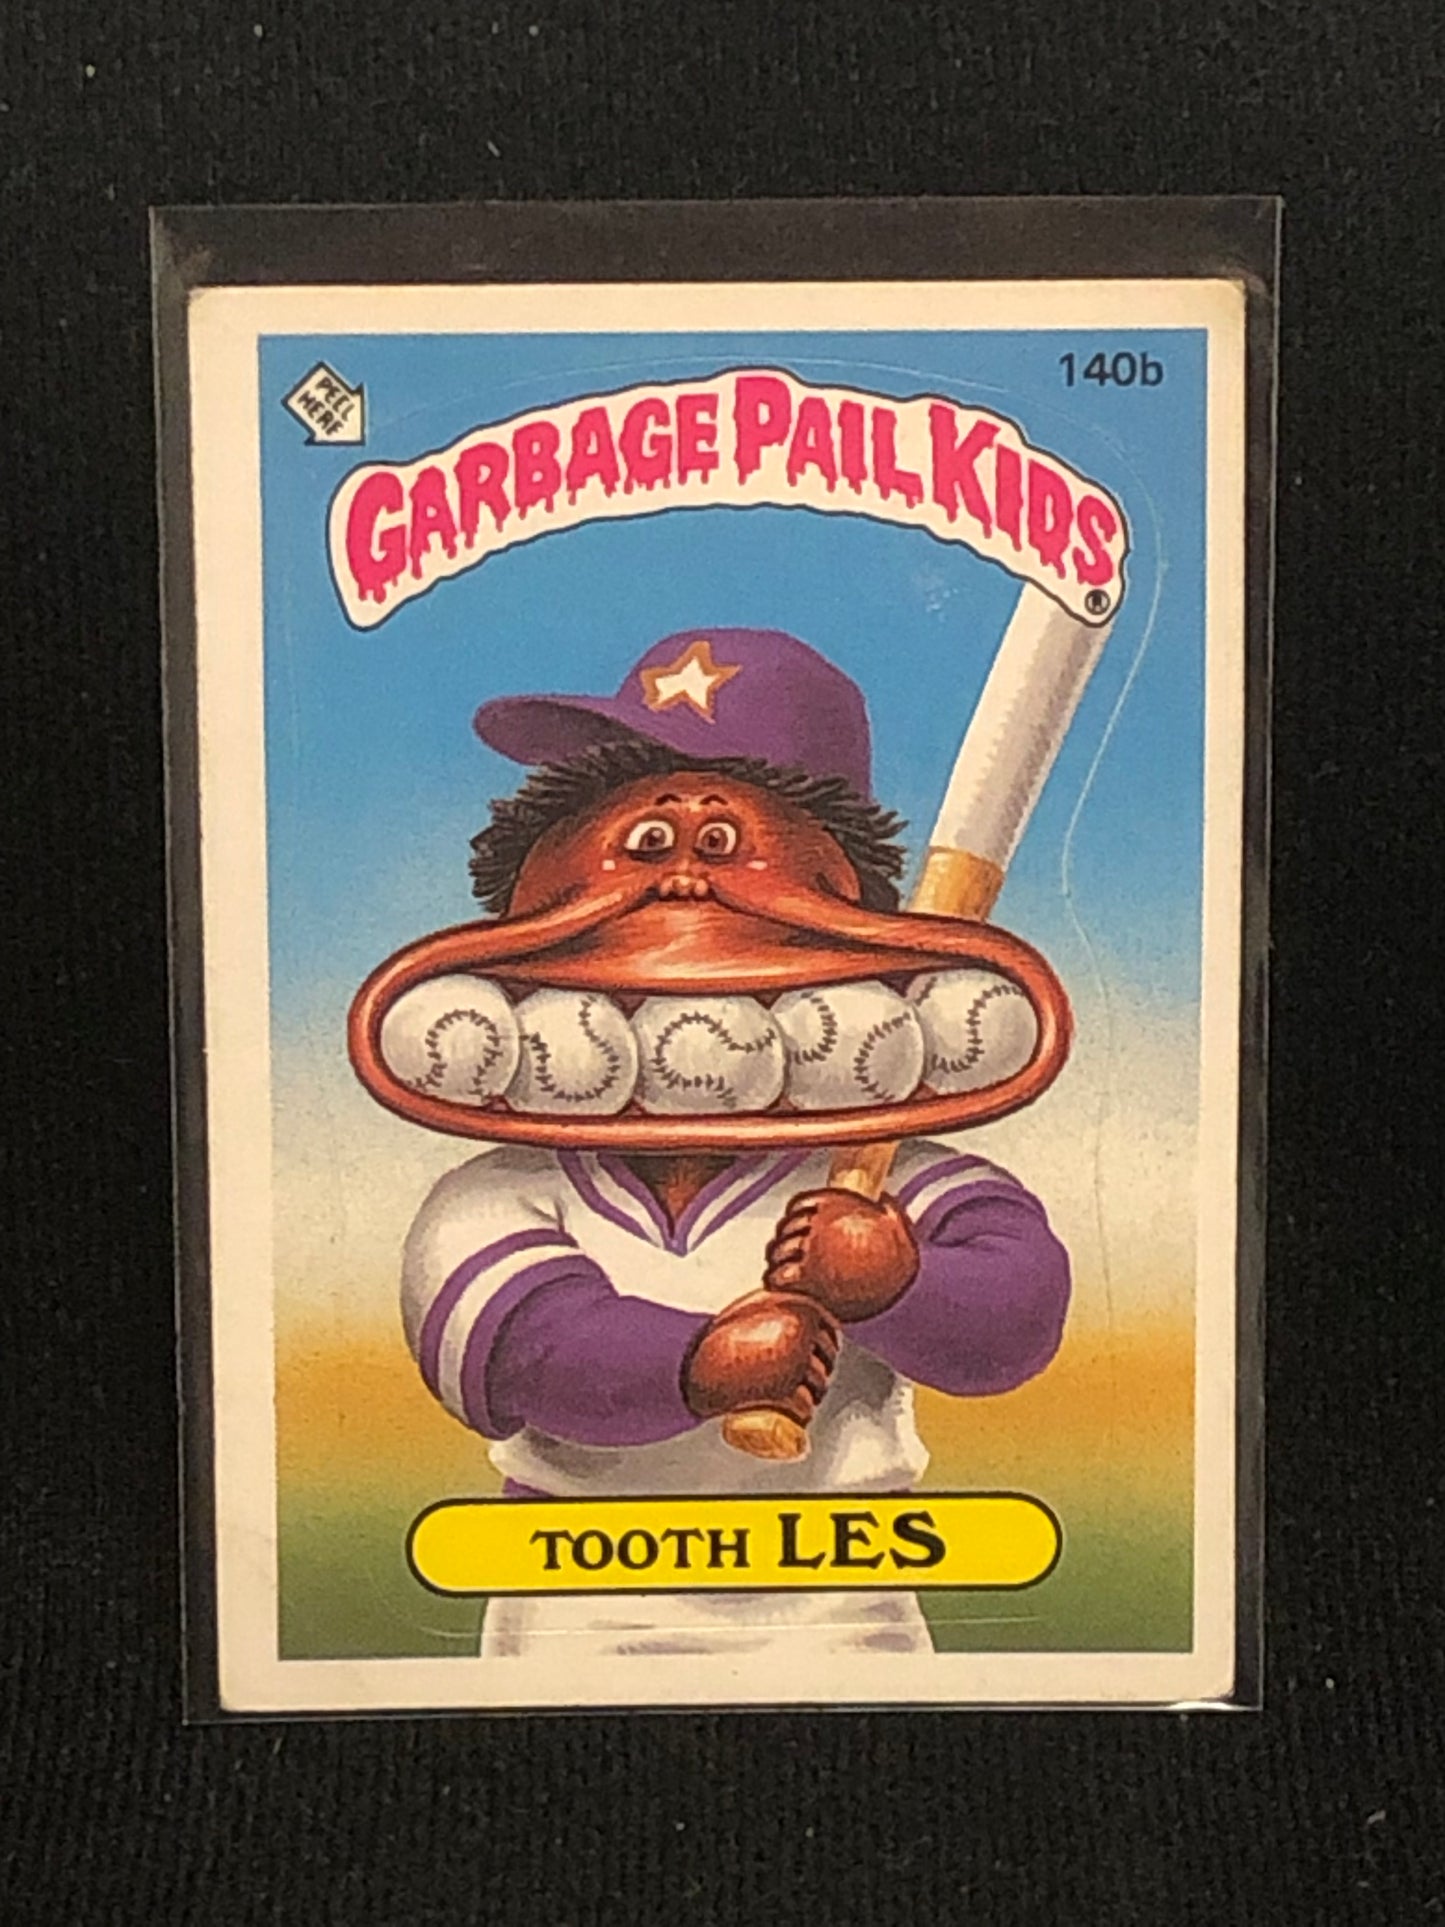 140b
PEEL
HERE
GARBAGE PAIL KIDS
®
TOOTH LES